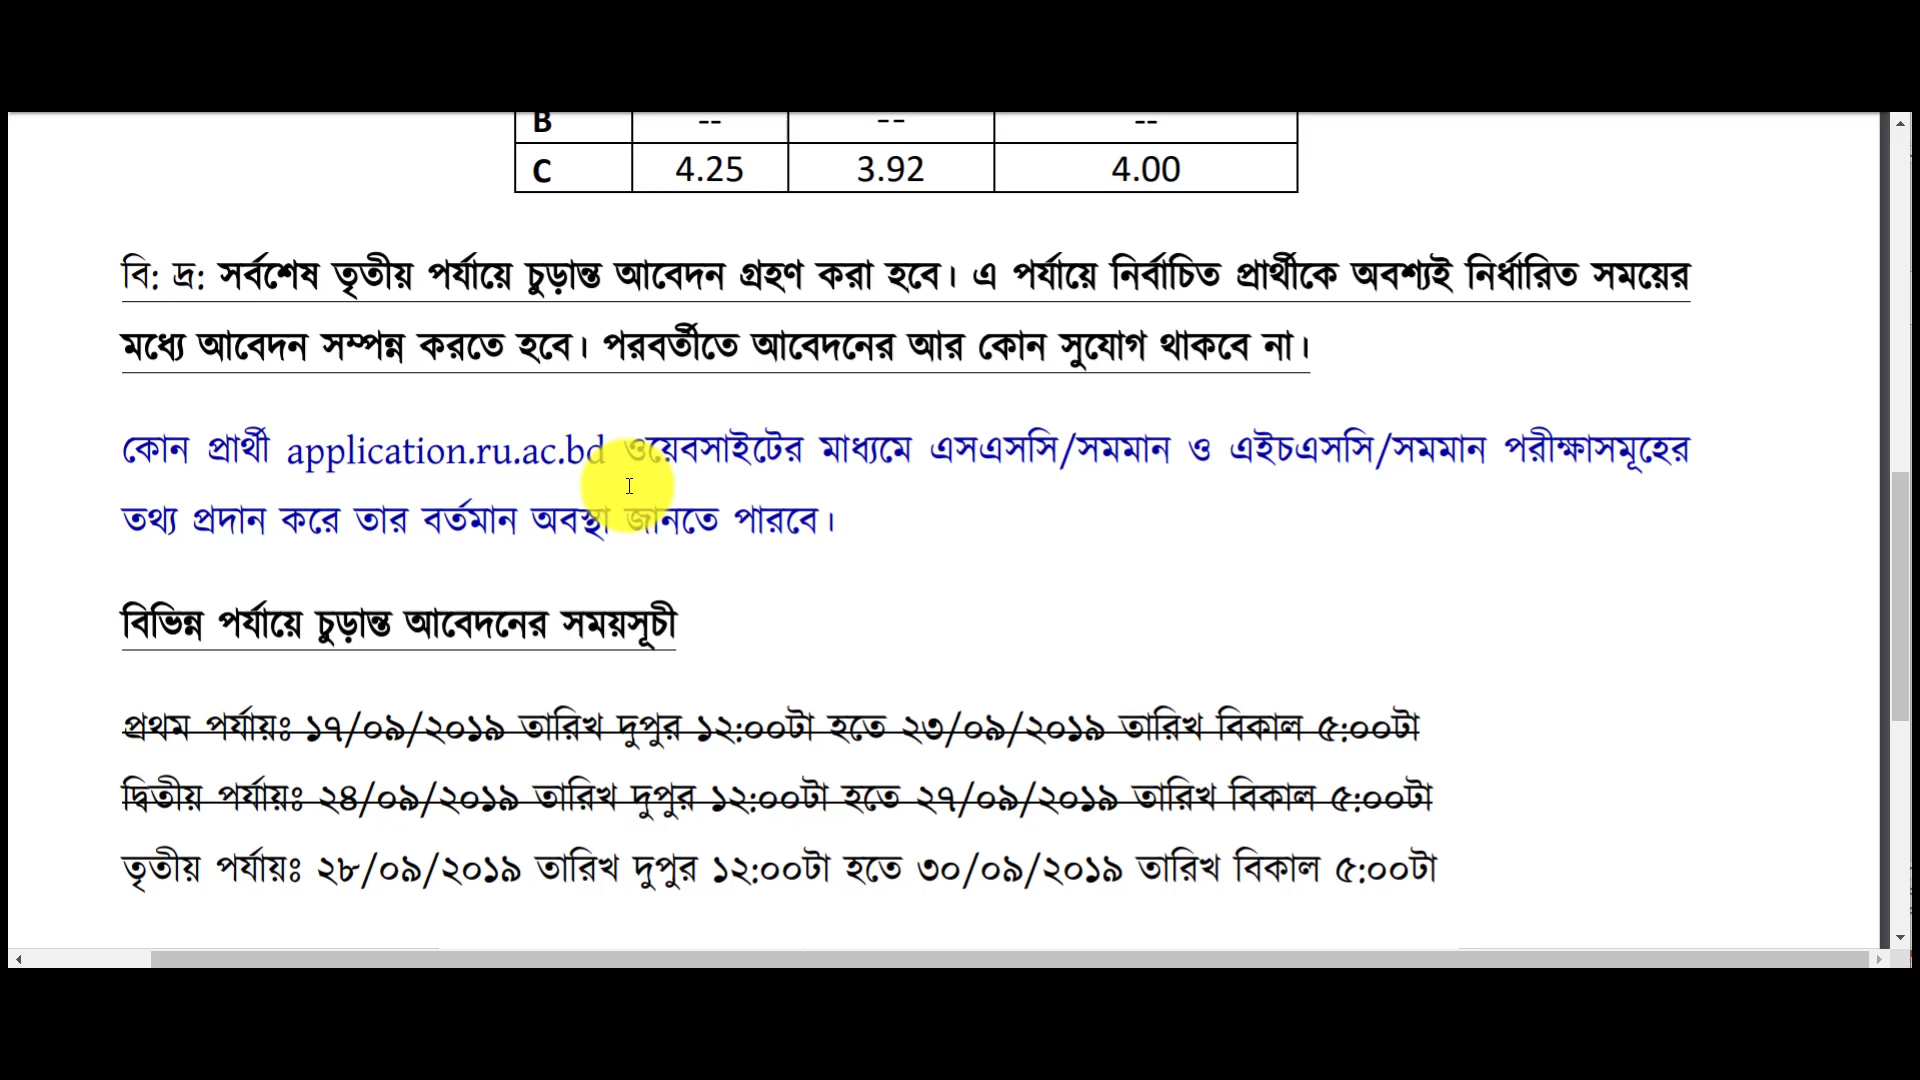 B -- -- --
C 4.25 3.92 4.00
বি: দ্র: সর্বশেষ তৃতীয় পর্যায়ে চুড়ান্ত আবেদন গ্রহণ করা হবে। এ পর্যায়ে নির্বাচিত প্রার্থীকে অবশ্যই নির্ধারিত সময়ের
মধ্যে আবেদন সম্পন্ন করতে হবে। পরবর্তীতে আবেদনের আর কোন সুযোগ থাকবে না।
কোন প্রার্থী application.ru.ac.bd ওয়েবসাইটের মাধ্যমে এসএসসি/সমমান ও এইচএসসি/সমমান পরীক্ষাসমূহের
তথ্য প্রদান করে তার বর্তমান অবস্থা জানতে পারবে।
বিভিন্ন পর্যায়ে চুড়ান্ত আবেদনের সময়সূচী
প্রথম পর্যায়ঃ ১৭/০৯/২০১৯ তারিখ দুপুর ১২:০০টা হতে ২৩/০৯/২০১৯ তারিখ বিকাল ৫:০০টা
দ্বিতীয় পর্যায়ঃ ২৪/০৯/২০১৯ তারিখ দুপুর ১২:০০টা হতে ২৭/০৯/২০১৯ তারিখ বিকাল ৫:০০টা
তৃতীয় পর্যায়ঃ ২৮/০৯/২০১৯ তারিখ দুপুর ১২:০০টা হতে ৩০/০৯/২০১৯ তারিখ বিকাল ৫:০০টা